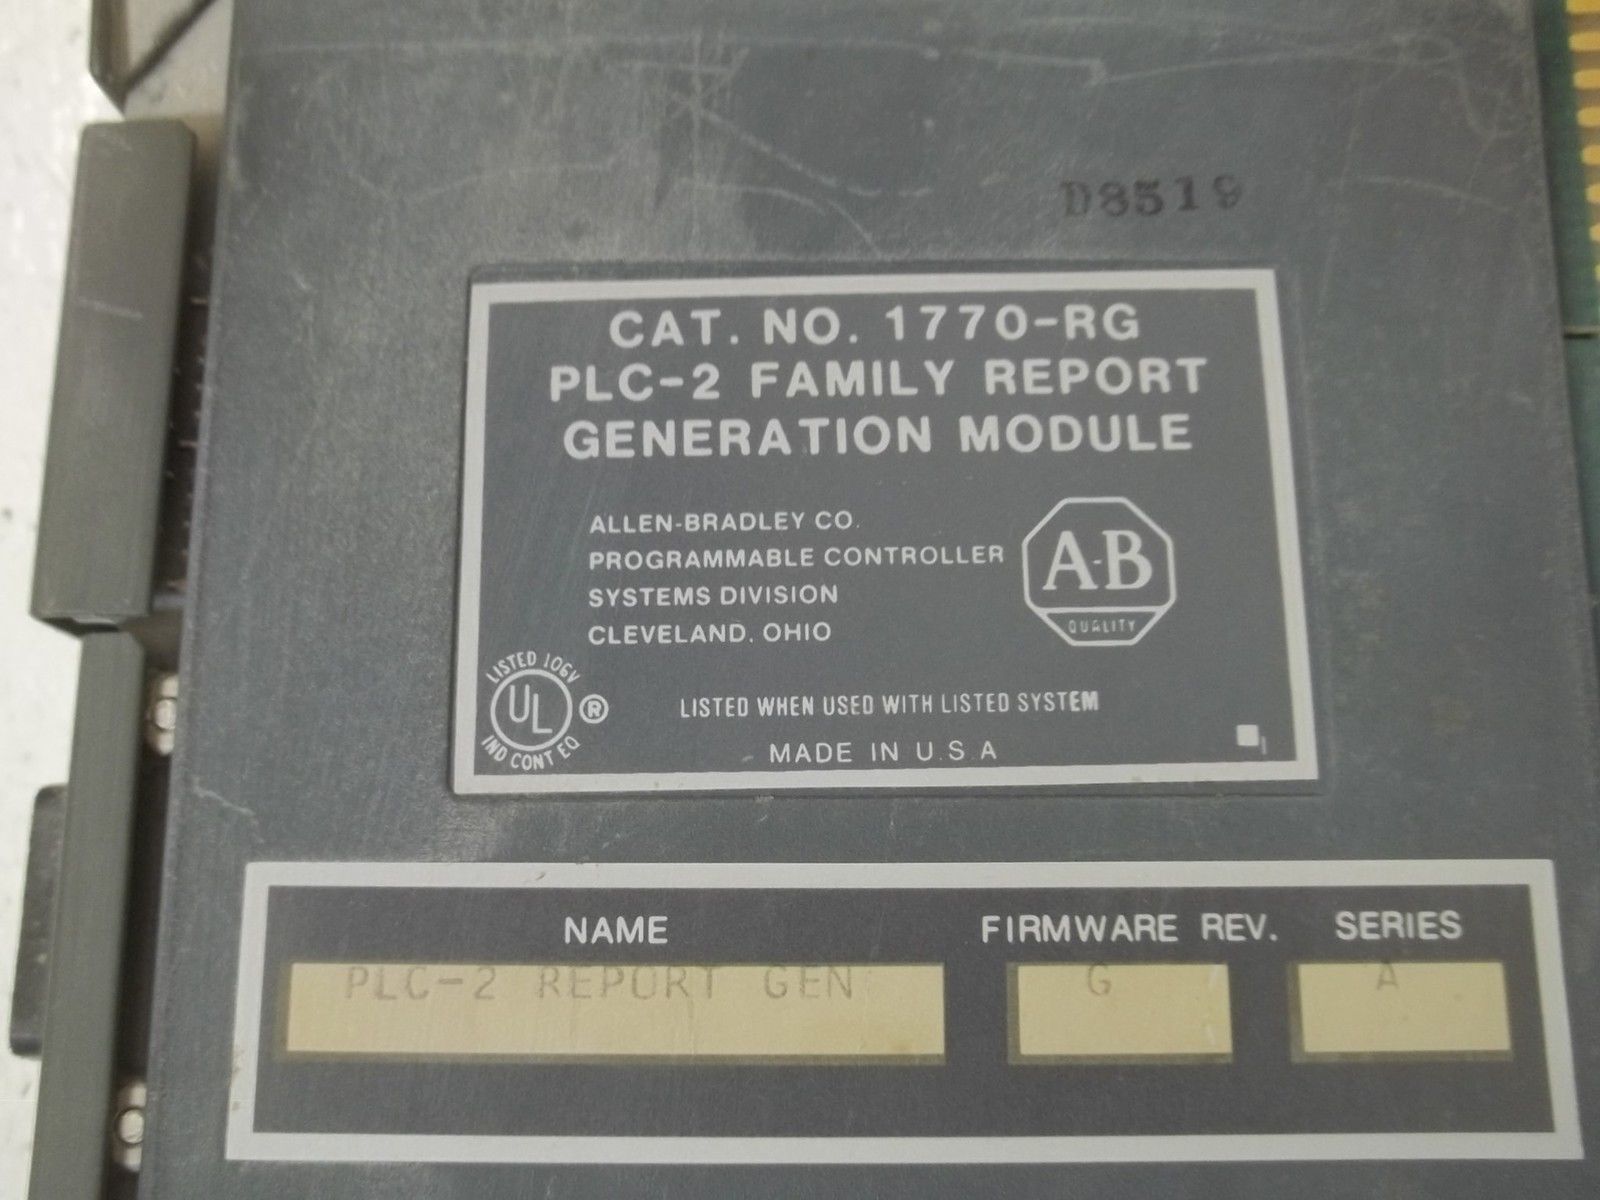 D8519
CAT. NO. 1770-RG
PLC-2 FAMILY REPORT
GENERATION MODULE
ALLEN-BRADLEY CO.
PROGRAMMABLE CONTROLLER
SYSTEMS DIVISION
CLEVELAND, OHIO
A-B
QUALITY
LISTED 106V
UL ®
IND CONT EQ
LISTED WHEN USED WITH LISTED SYSTEM
MADE IN U.S.A
NAME FIRMWARE REV. SERIES
PLC-2 REPORT GEN G A